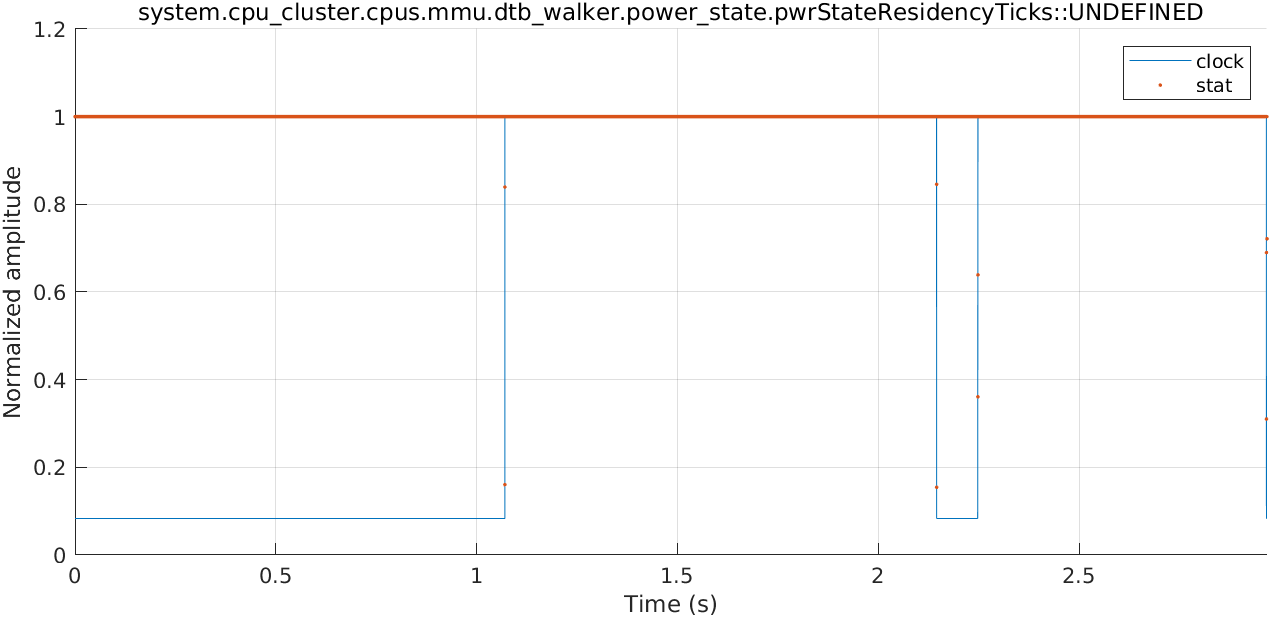 system.cpu_cluster.cpus.mmu.dtb_walker.power_state.pwrStateResidencyTicks::UNDEFINED
clock
stat
Normalized amplitude
1.2
1
0.8
0.6
0.4
0.2
0
0 0.5 1 1.5 2 2.5
Time (s)